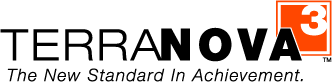 TERRANOVA3™
The New Standard In Achievement.